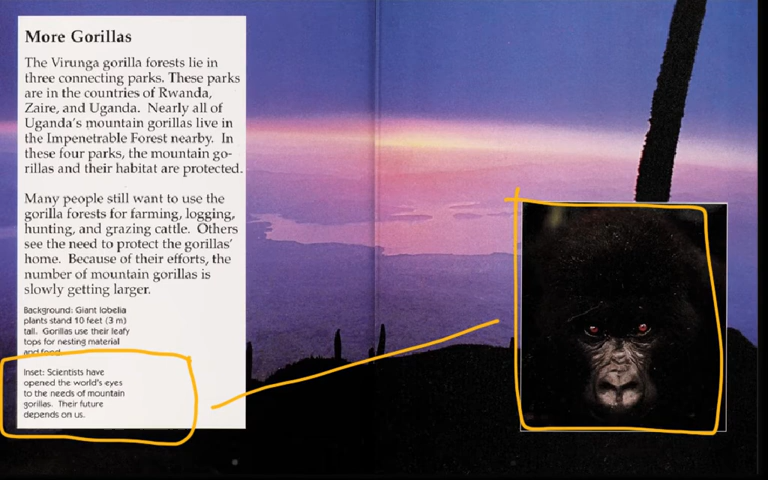 More Gorillas
The Virunga gorilla forests lie in
three connecting parks. These parks
are in the countries of Rwanda,
Zaire, and Uganda. Nearly all of
Uganda's mountain gorillas live in
the Impenetrable Forest nearby. In
these four parks, the mountain go-
rillas and their habitat are protected.
Many people still want to use the
gorilla forests for farming, logging,
hunting, and grazing cattle. Others
see the need to protect the gorillas'
home. Because of their efforts, the
number of mountain gorillas is
slowly getting larger.
Background: Giant lobelia
plants stand 10 feet (3 m)
tall. Gorillas use their leafy
tops for nesting material
and food.
Inset: Scientists have
opened the world's eyes
to the needs of mountain
gorillas. Their future
depends on us.